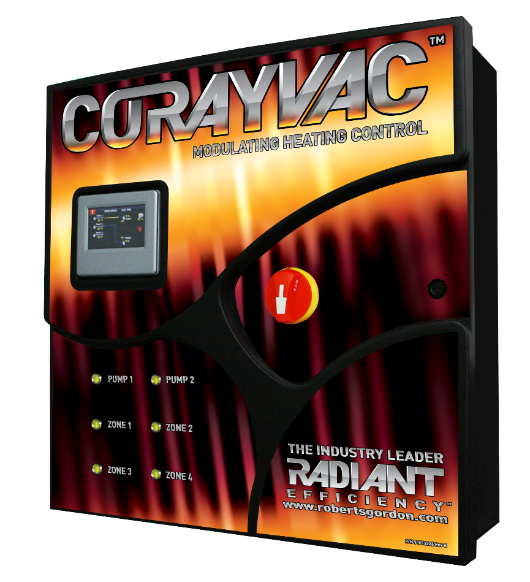 CORAYVAC™
MODULATING HEATING CONTROL
PUMP 1
PUMP 2
ZONE 1
ZONE 2
ZONE 3
ZONE 4
THE INDUSTRY LEADER
RADIANT
EFFICENCY™
www.robertsgordon.com